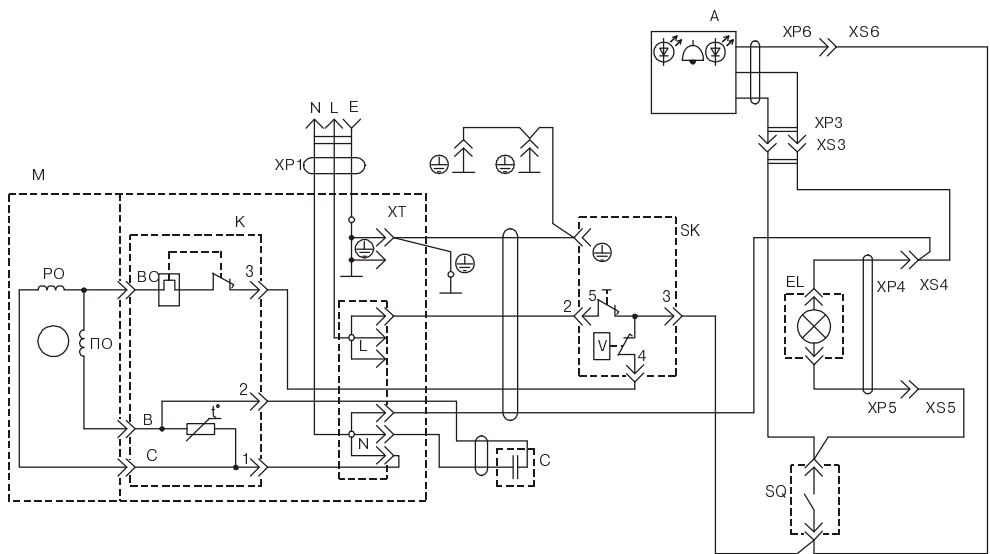 A
XP6 XS6
N L E
XP3
XS3
XP1
M
K
XT
SK
PO
BO
3
2
5
3
EL
XP4 XS4
ПО
L
V
4
2
t°
B
N
XP5 XS5
C
1
C
SQ